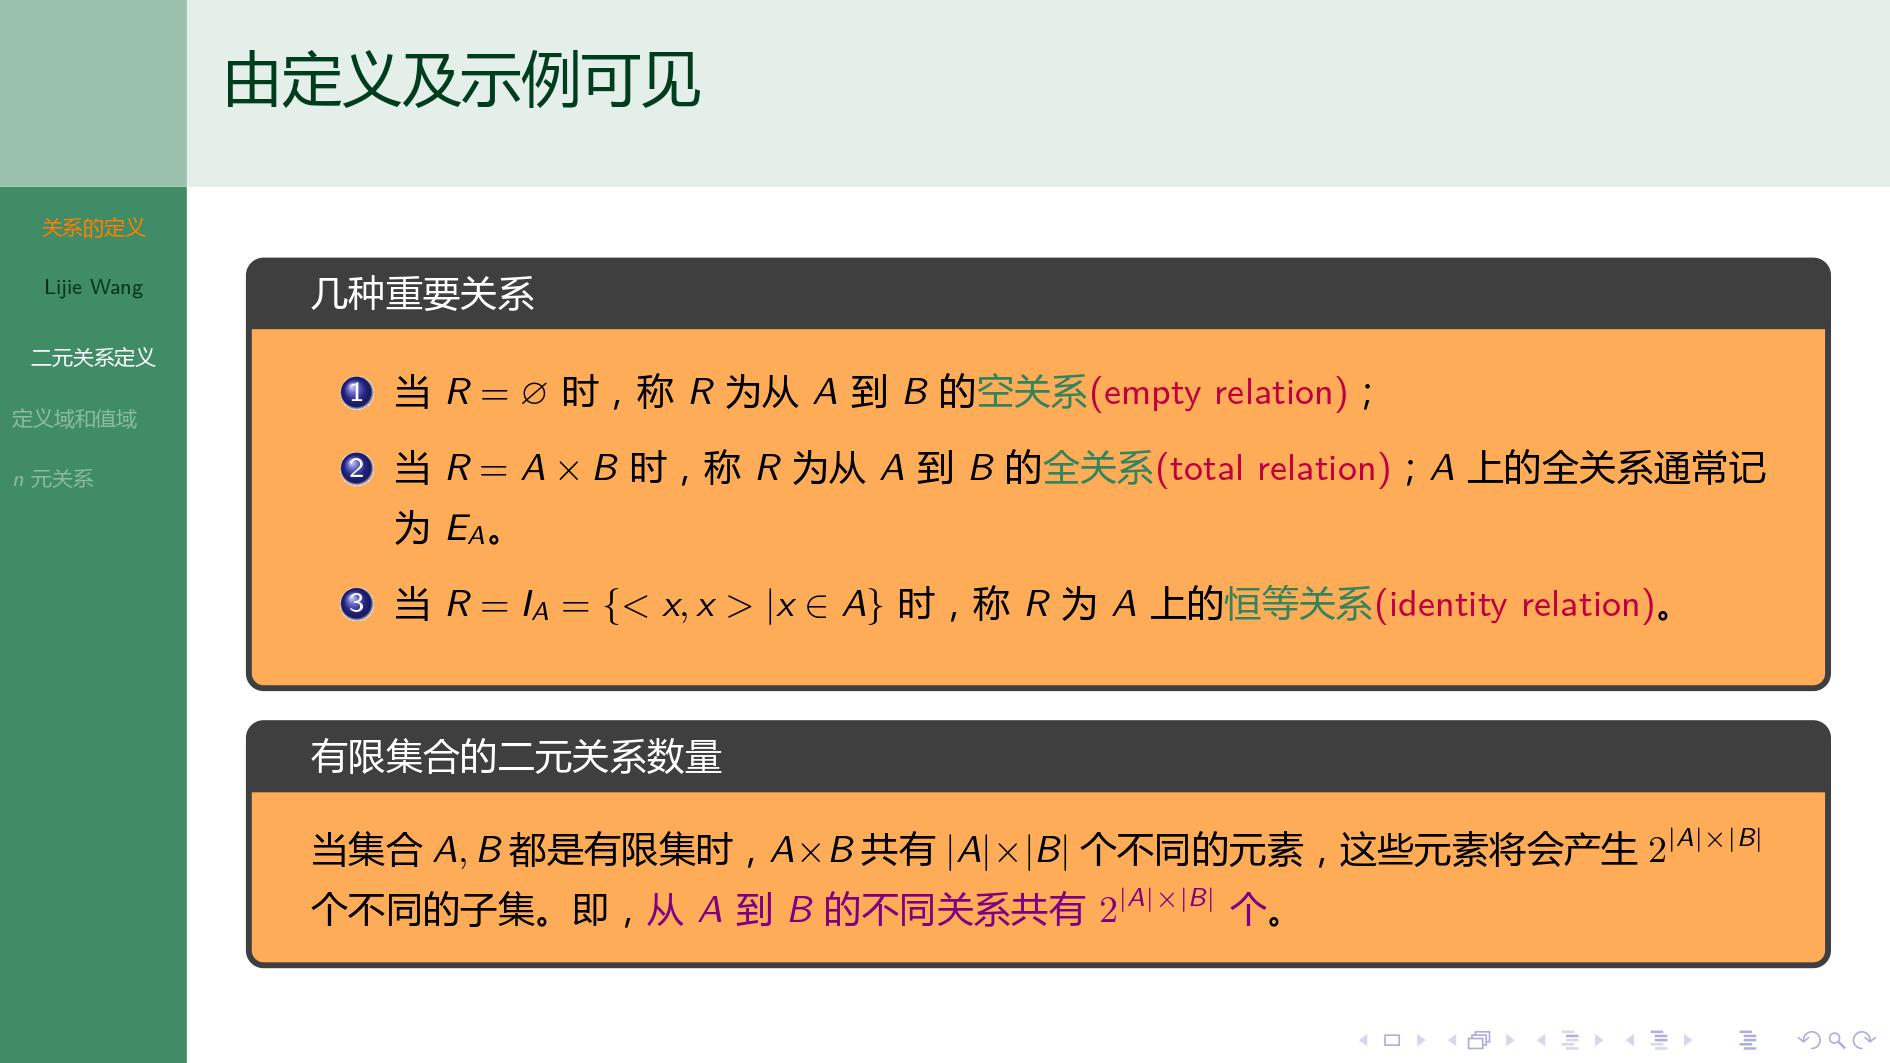 由定义及示例可见
关系的定义
Lijie Wang
二元关系定义
定义域和值域
n 元关系
几种重要关系
1 当 R = ∅ 时，称 R 为从 A 到 B 的空关系(empty relation)；
2 当 R = A × B 时，称 R 为从 A 到 B 的全关系(total relation)；A 上的全关系通常记
为 E_A。
3 当 R = I_A = {< x, x > |x ∈ A} 时，称 R 为 A 上的恒等关系(identity relation)。
有限集合的二元关系数量
当集合 A, B 都是有限集时，A×B 共有 |A|×|B| 个不同的元素，这些元素将会产生 2^{|A|×|B|}
个不同的子集。即，从 A 到 B 的不同关系共有 2^{|A|×|B|} 个。